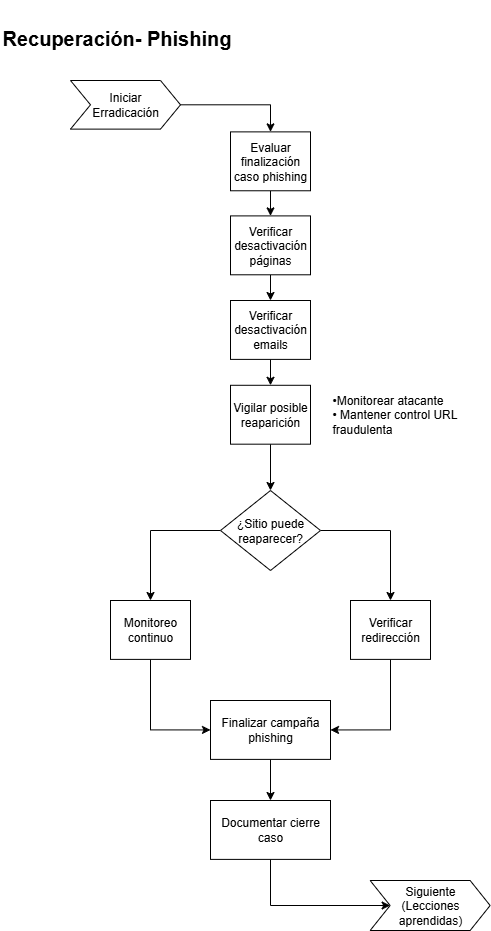 Recuperación- Phishing
Iniciar
Erradicación
Evaluar
finalización
caso phishing
Verificar
desactivación
páginas
Verificar
desactivación
emails
Vigilar posible
reaparición
•Monitorear atacante
• Mantener control URL
fraudulenta
¿Sitio puede
reaparecer?
Monitoreo
continuo
Verificar
redirección
Finalizar campaña
phishing
Documentar cierre
caso
Siguiente
(Lecciones
aprendidas)